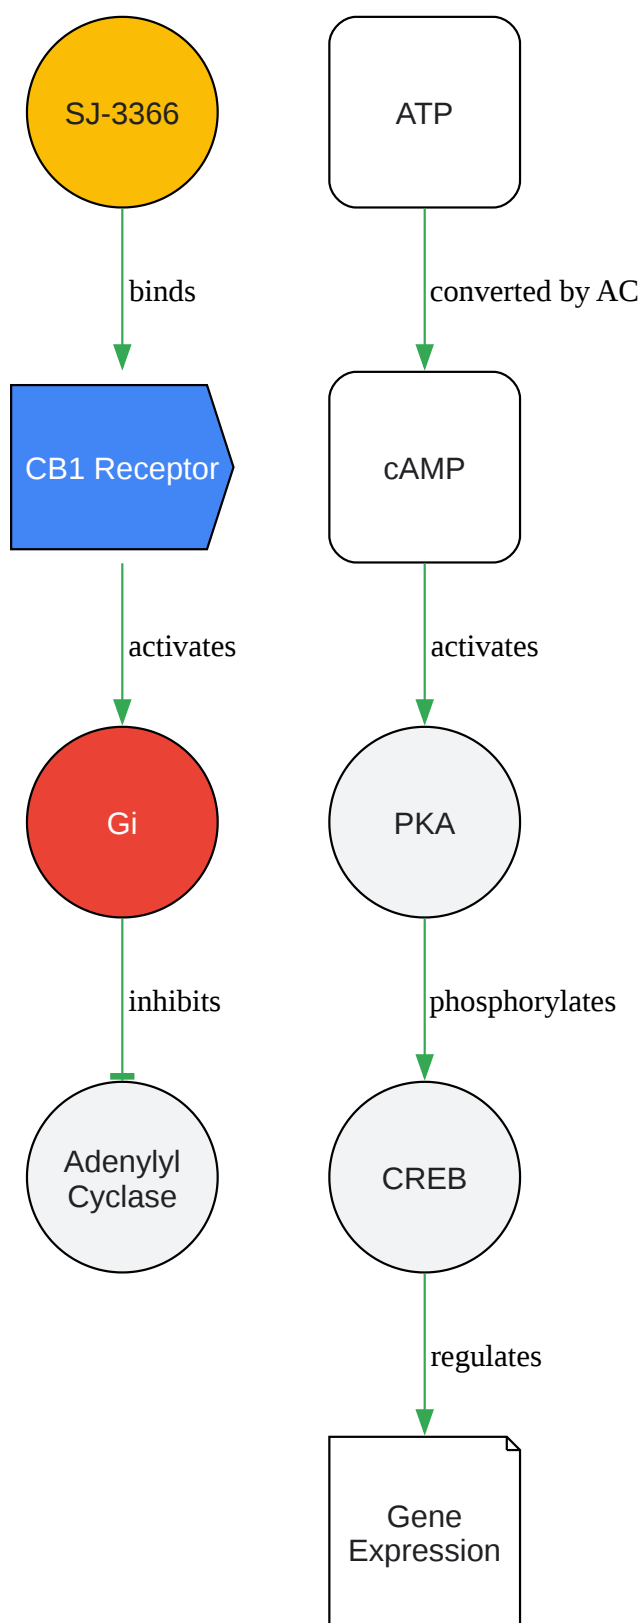 SJ-3366
binds
CB1 Receptor
activates
Gi
inhibits
Adenylyl
Cyclase
ATP
converted by AC
cAMP
activates
PKA
phosphorylates
CREB
regulates
Gene
Expression